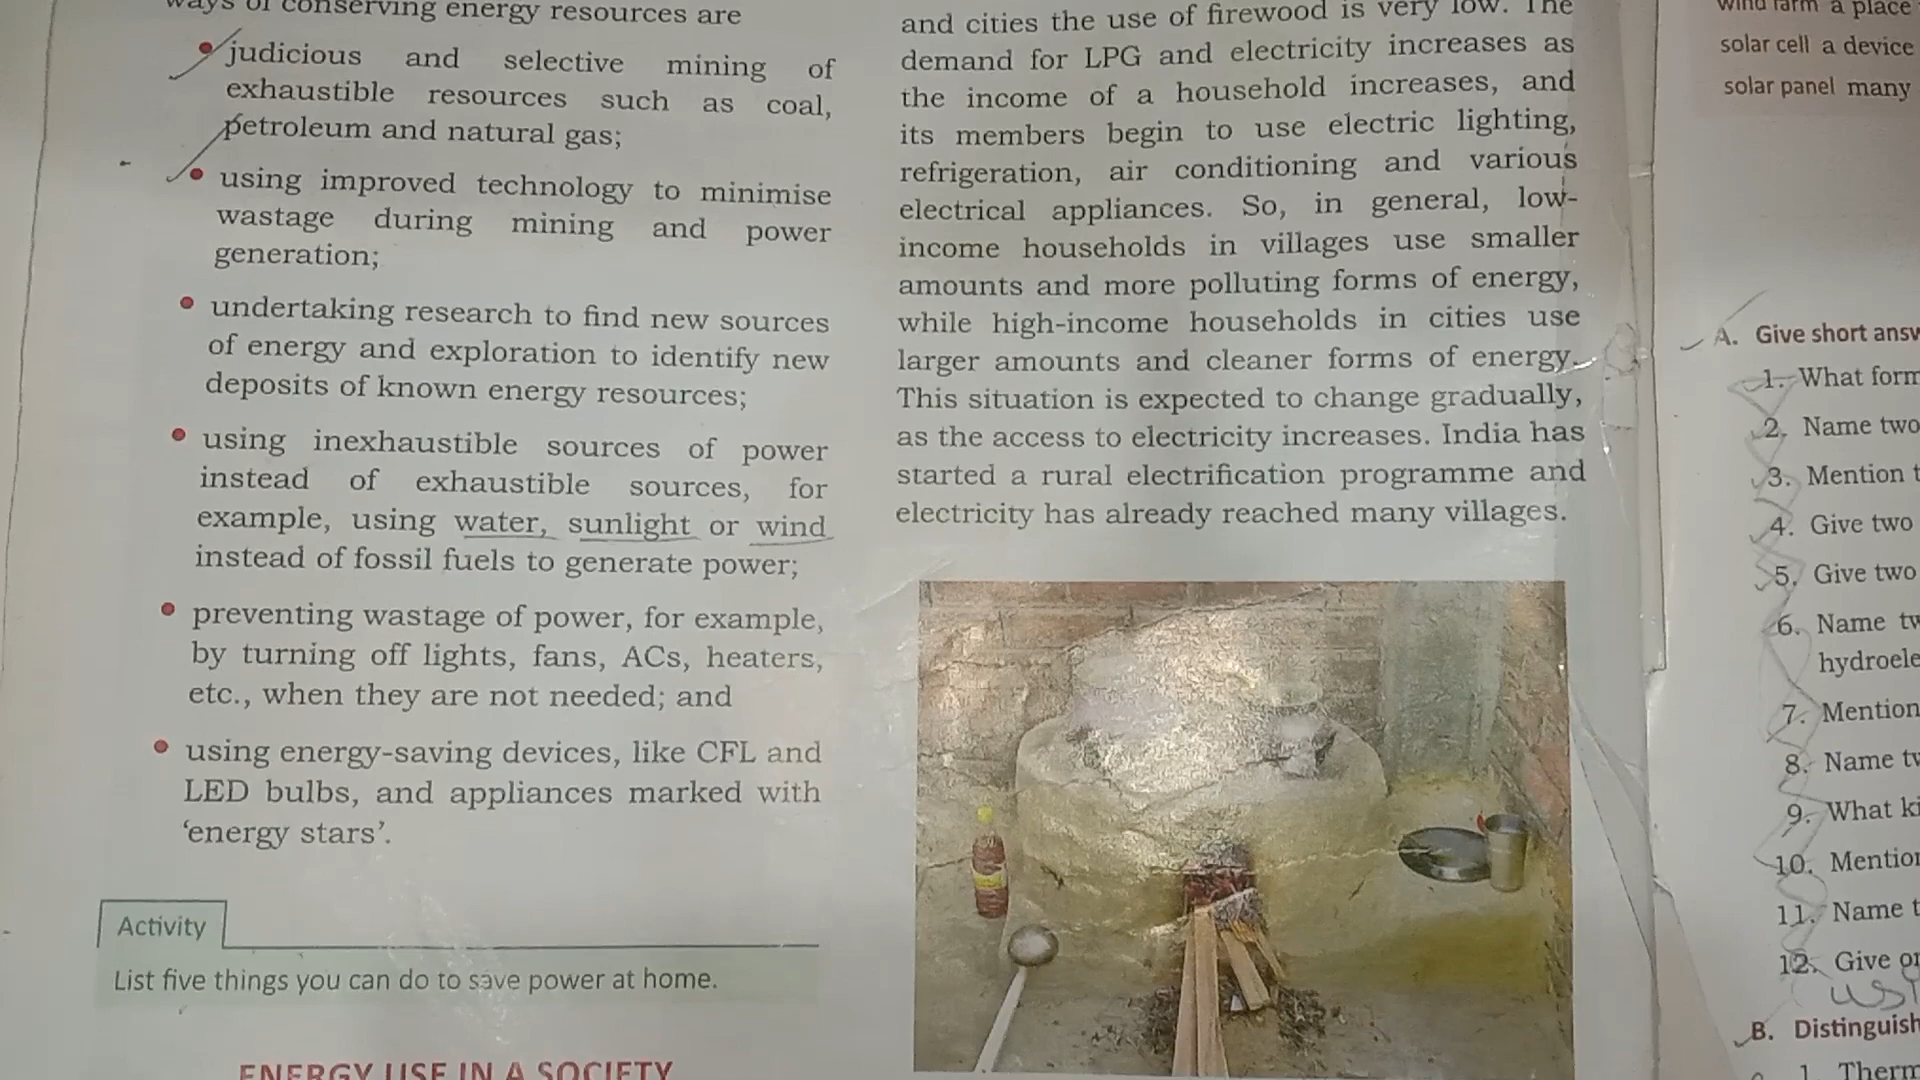 ways of conserving energy resources are
judicious and selective mining of
exhaustible resources such as coal,
petroleum and natural gas;
using improved technology to minimise
wastage during mining and power
generation;
undertaking research to find new sources
of energy and exploration to identify new
deposits of known energy resources;
using inexhaustible sources of power
instead of exhaustible sources, for
example, using water, sunlight or wind
instead of fossil fuels to generate power;
preventing wastage of power, for example,
by turning off lights, fans, ACs, heaters,
etc., when they are not needed; and
using energy-saving devices, like CFL and
LED bulbs, and appliances marked with
‘energy stars’.
Activity
List five things you can do to save power at home.
ENERGY USE IN A SOCIETY
and cities the use of firewood is very low. The
demand for LPG and electricity increases as
the income of a household increases, and
its members begin to use electric lighting,
refrigeration, air conditioning and various
electrical appliances. So, in general, low-
income households in villages use smaller
amounts and more polluting forms of energy,
while high-income households in cities use
larger amounts and cleaner forms of energy.
This situation is expected to change gradually,
as the access to electricity increases. India has
started a rural electrification programme and
electricity has already reached many villages.
wind farm a place
solar cell a device
solar panel many
A. Give short
1. What
2. Name two
3. Mention
4. Give two
5. Give two
6. Name
7. Mention
8. Name
9. What
10. Mention
11. Name
12. Give
B. Distinguish
1.